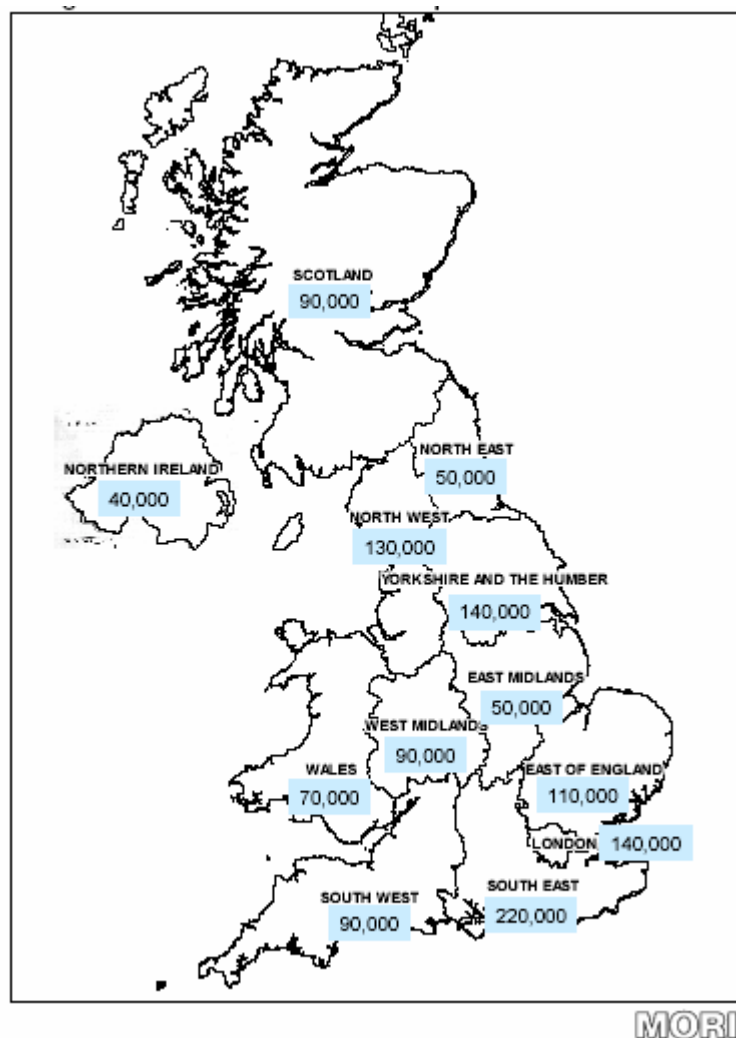 SCOTLAND
90,000
NORTH EAST
50,000
NORTHERN IRELAND
40,000
NORTH WEST
130,000
YORKSHIRE AND THE HUMBER
140,000
EAST MIDLANDS
50,000
WEST MIDLANDS
90,000
WALES
70,000
EAST OF ENGLAND
110,000
LONDON 140,000
SOUTH WEST
90,000
SOUTH EAST
220,000
MORI